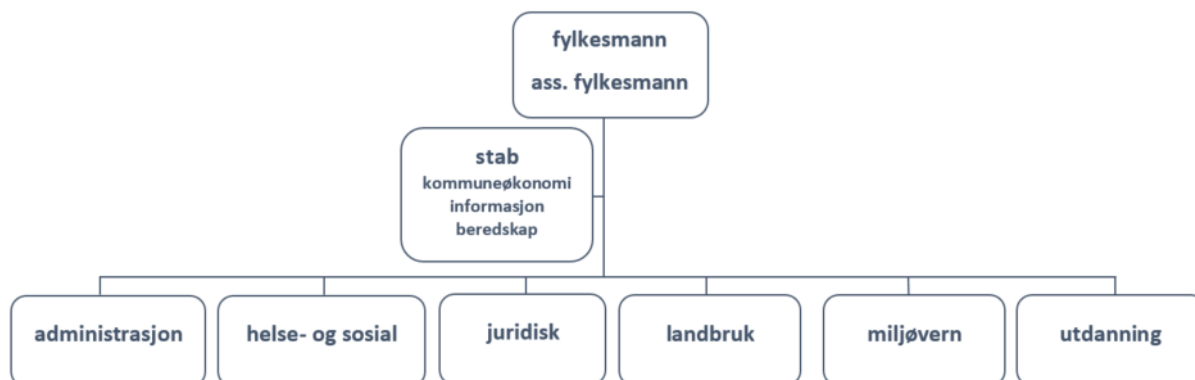 fylkesmann
ass. fylkesmann
stab
kommuneøkonomi
informasjon
beredskap
administrasjon
helse- og sosial
juridisk
landbruk
miljøvern
utdanning